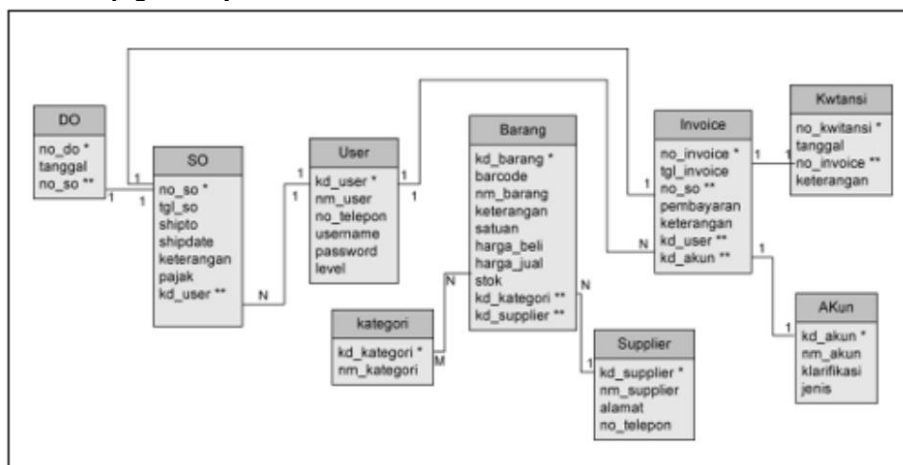 DO
no_do *
tanggal
no_so **
1
1
SO
no_so *
tgl_so
shipto
shipdate
keterangan
pajak
kd_user **
1
N
User
kd_user *
nm_user
no_telepon
username
password
level
1
1
1
1
Barang
kd_barang *
barcode
nm_barang
keterangan
satuan
harga_beli
harga_jual
stok
kd_kategori **
kd_supplier **
N
N
kategori
kd_kategori *
nm_kategori
M
Supplier
kd_supplier *
nm_supplier
alamat
no_telepon
1
Invoice
no_invoice *
tgl_invoice
no_so **
pembayaran
keterangan
kd_user **
kd_akun **
1
N
1
1
Kwtansi
no_kwitansi *
tanggal
no_invoice **
keterangan
1
AKun
kd_akun *
nm_akun
klarifikasi
jenis
1